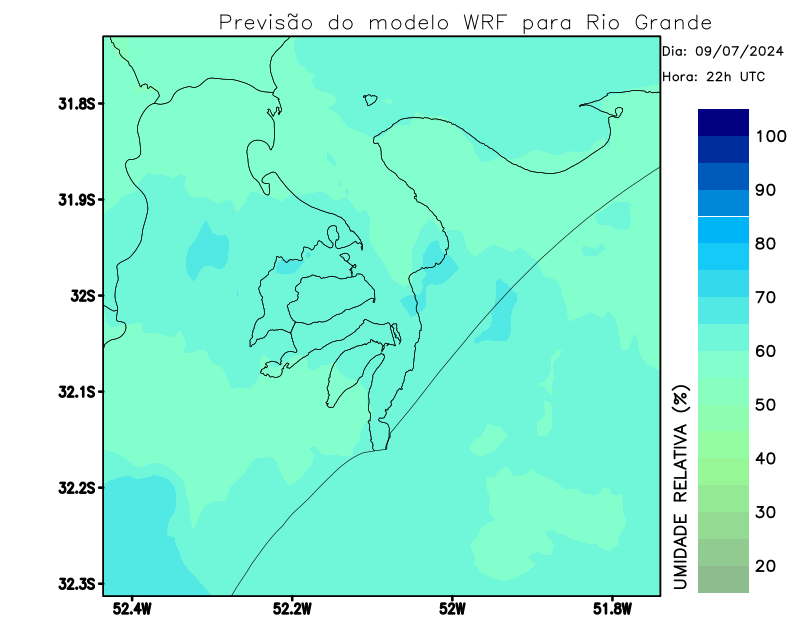 Previsão do modelo WRF para Rio Grande
Dia: 09/07/2024
Hora: 22h UTC
31.8S
31.9S
32S
32.1S
32.2S
32.3S
52.4W
52.2W
52W
51.8W
100
90
80
70
60
50
40
30
20
UMIDADE RELATIVA (%)